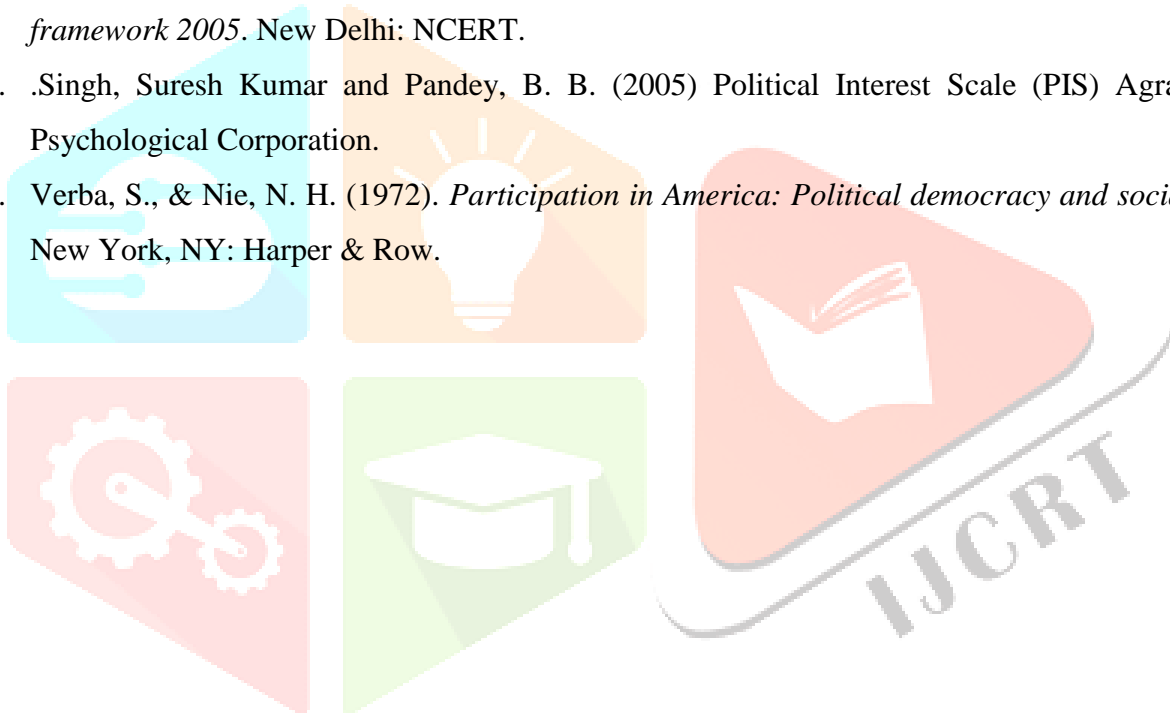 framework 2005. New Delhi: NCERT.
. .Singh, Suresh Kumar and Pandey, B. B. (2005) Political Interest Scale (PIS) Agra
Psychological Corporation.
. Verba, S., & Nie, N. H. (1972). Participation in America: Political democracy and
New York, NY: Harper & Row.
IJCRT